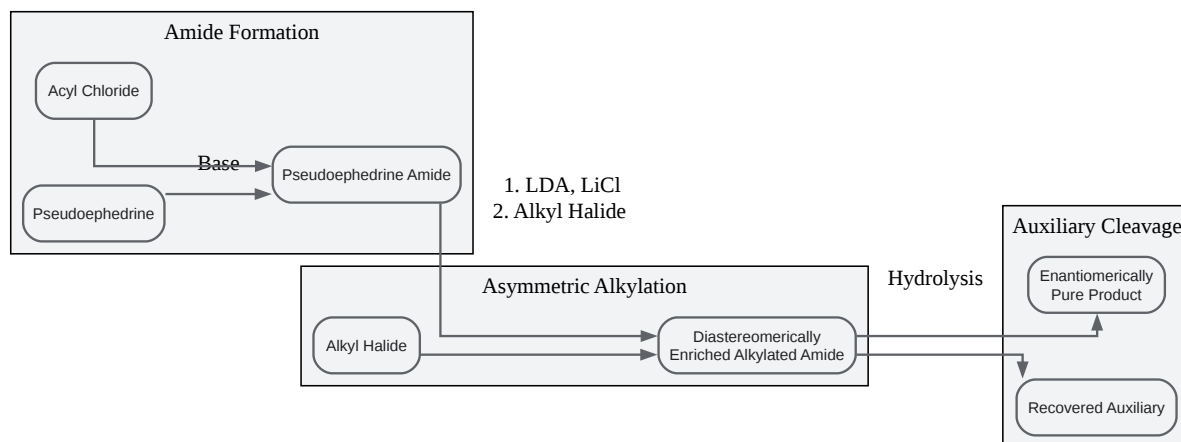 Amide Formation
Acyl Chloride
Base
Pseudoephedrine Amide
Pseudoephedrine
1. LDA, LiCl
2. Alkyl Halide
Asymmetric Alkylation
Alkyl Halide
Diastereomerically
Enriched Alkylated Amide
Hydrolysis
Auxiliary Cleavage
Enantiomerically
Pure Product
Recovered Auxiliary